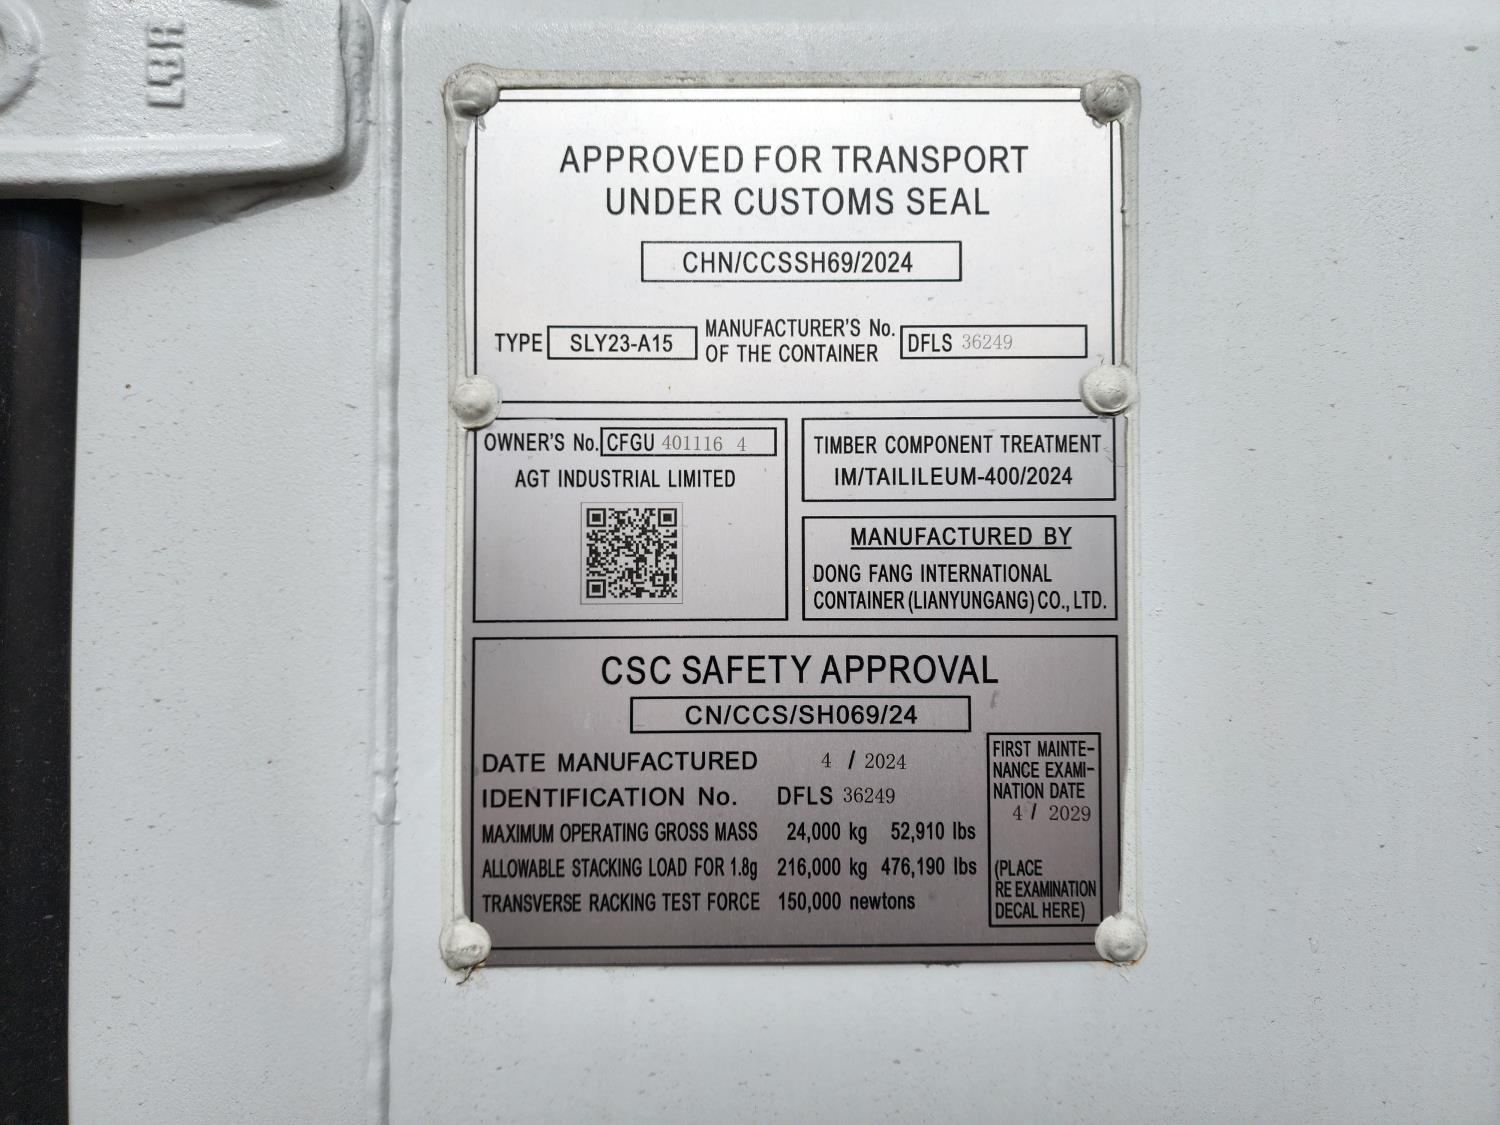 LBR
APPROVED FOR TRANSPORT
UNDER CUSTOMS SEAL
CHN/CCSSH69/2024
TYPE SLY23-A15 MANUFACTURER'S No. OF THE CONTAINER DFLS 36249
OWNER'S No. CFGU 401116 4
AGT INDUSTRIAL LIMITED
TIMBER COMPONENT TREATMENT
IM/TAILILEUM-400/2024
MANUFACTURED BY
DONG FANG INTERNATIONAL
CONTAINER (LIANYUNGANG) CO., LTD.
CSC SAFETY APPROVAL
CN/CCS/SH069/24
DATE MANUFACTURED 4 / 2024
IDENTIFICATION No. DFLS 36249
MAXIMUM OPERATING GROSS MASS 24,000 kg 52,910 lbs
ALLOWABLE STACKING LOAD FOR 1.8g 216,000 kg 476,190 lbs
TRANSVERSE RACKING TEST FORCE 150,000 newtons
FIRST MAINTE-
NANCE EXAMI-
NATION DATE
4 / 2029
(PLACE
RE EXAMINATION
DECAL HERE)